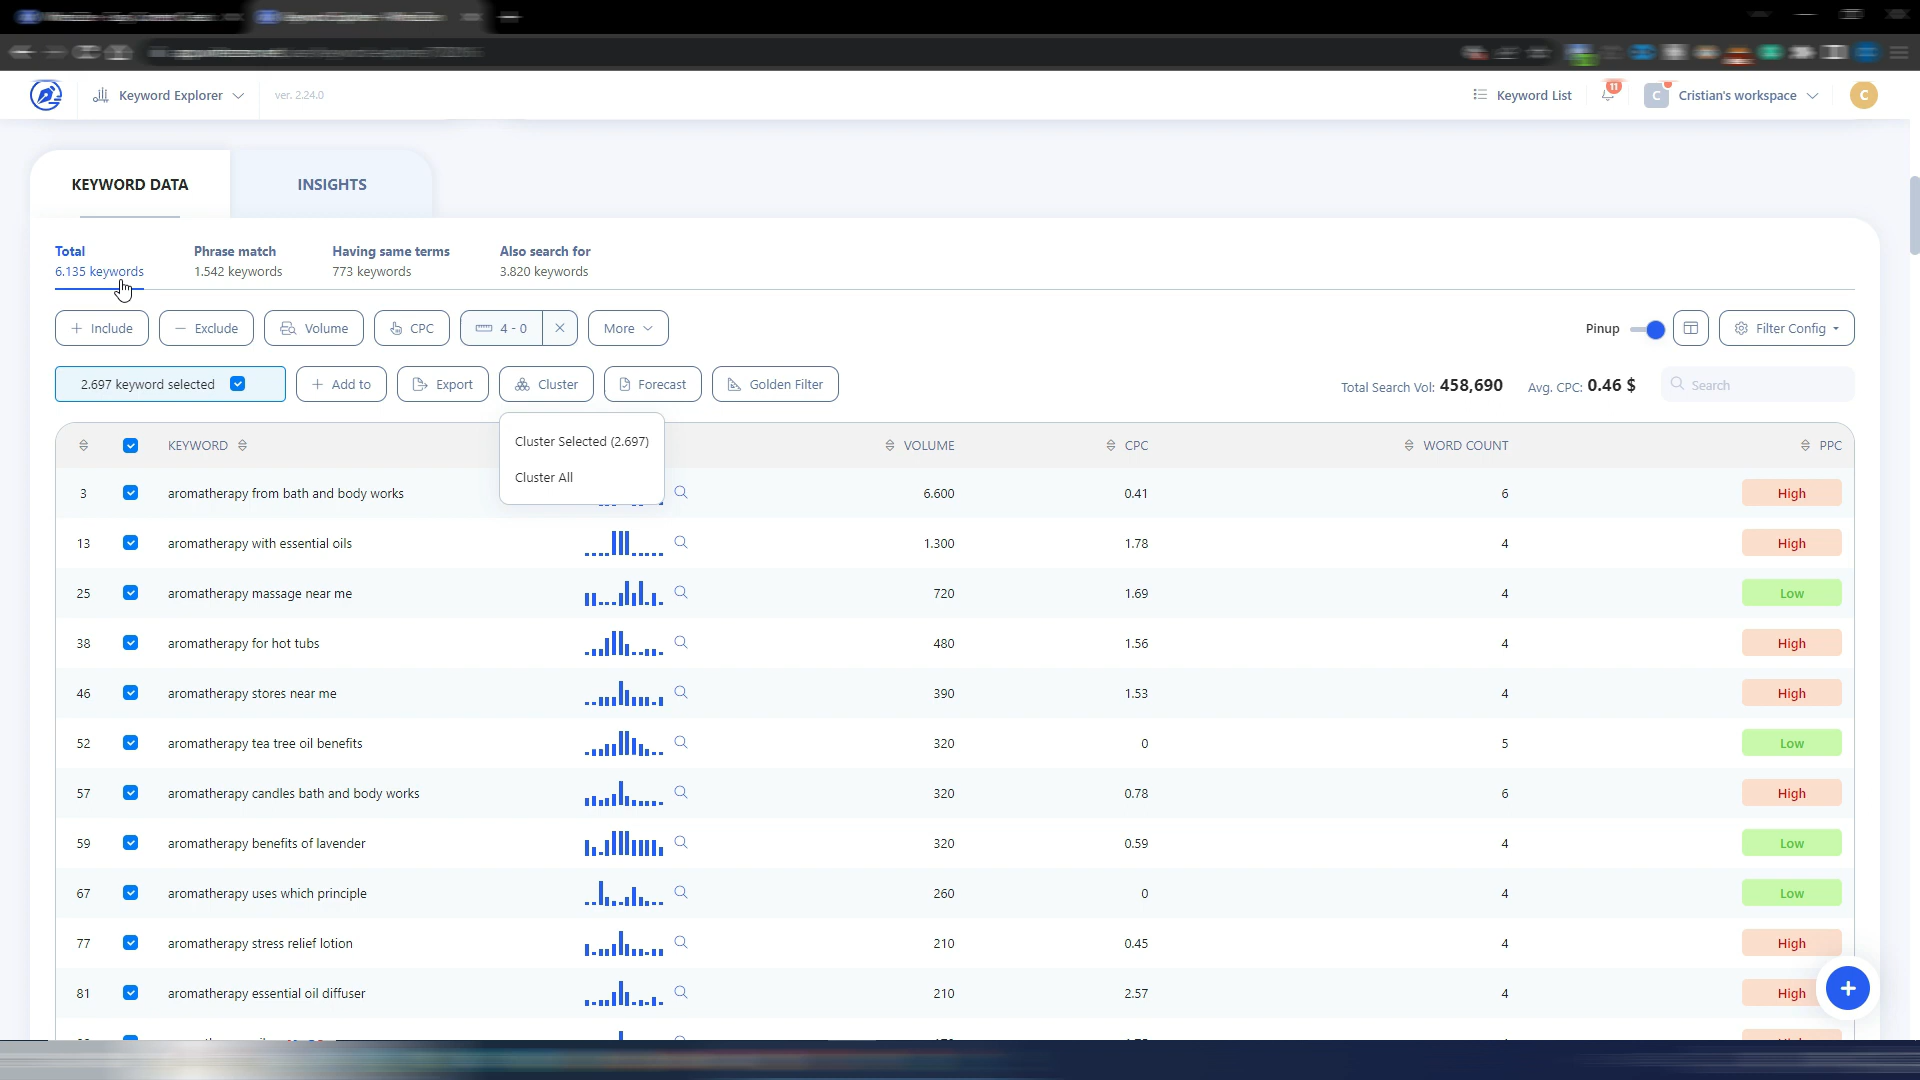 Keyword Explorer
ver. 2.24.0
Keyword List
11
C
Cristian's workspace
C
KEYWORD DATA
INSIGHTS
Total
6.135 keywords
Phrase match
1.542 keywords
Having same terms
773 keywords
Also search for
3.820 keywords
Include
Exclude
Volume
CPC
4 - 0
More
Pinup
Filter Config
2.697 keyword selected
Add to
Export
Cluster
Forecast
Golden Filter
Total Search Vol: 458,690
Avg. CPC: 0.46 $
Search
Cluster Selected (2.697)
Cluster All
KEYWORD VOLUME CPC WORD COUNT PPC
3 aromatherapy from bath and body works 6.600 0.41 6 High
13 aromatherapy with essential oils 1.300 1.78 4 High
25 aromatherapy massage near me 720 1.69 4 Low
38 aromatherapy for hot tubs 480 1.56 4 High
46 aromatherapy stores near me 390 1.53 4 High
52 aromatherapy tea tree oil benefits 320 0 5 Low
57 aromatherapy candles bath and body works 320 0.78 6 High
59 aromatherapy benefits of lavender 320 0.59 4 Low
67 aromatherapy uses which principle 260 0 4 Low
77 aromatherapy stress relief lotion 210 0.45 4 High
81 aromatherapy essential oil diffuser 210 2.57 4 High